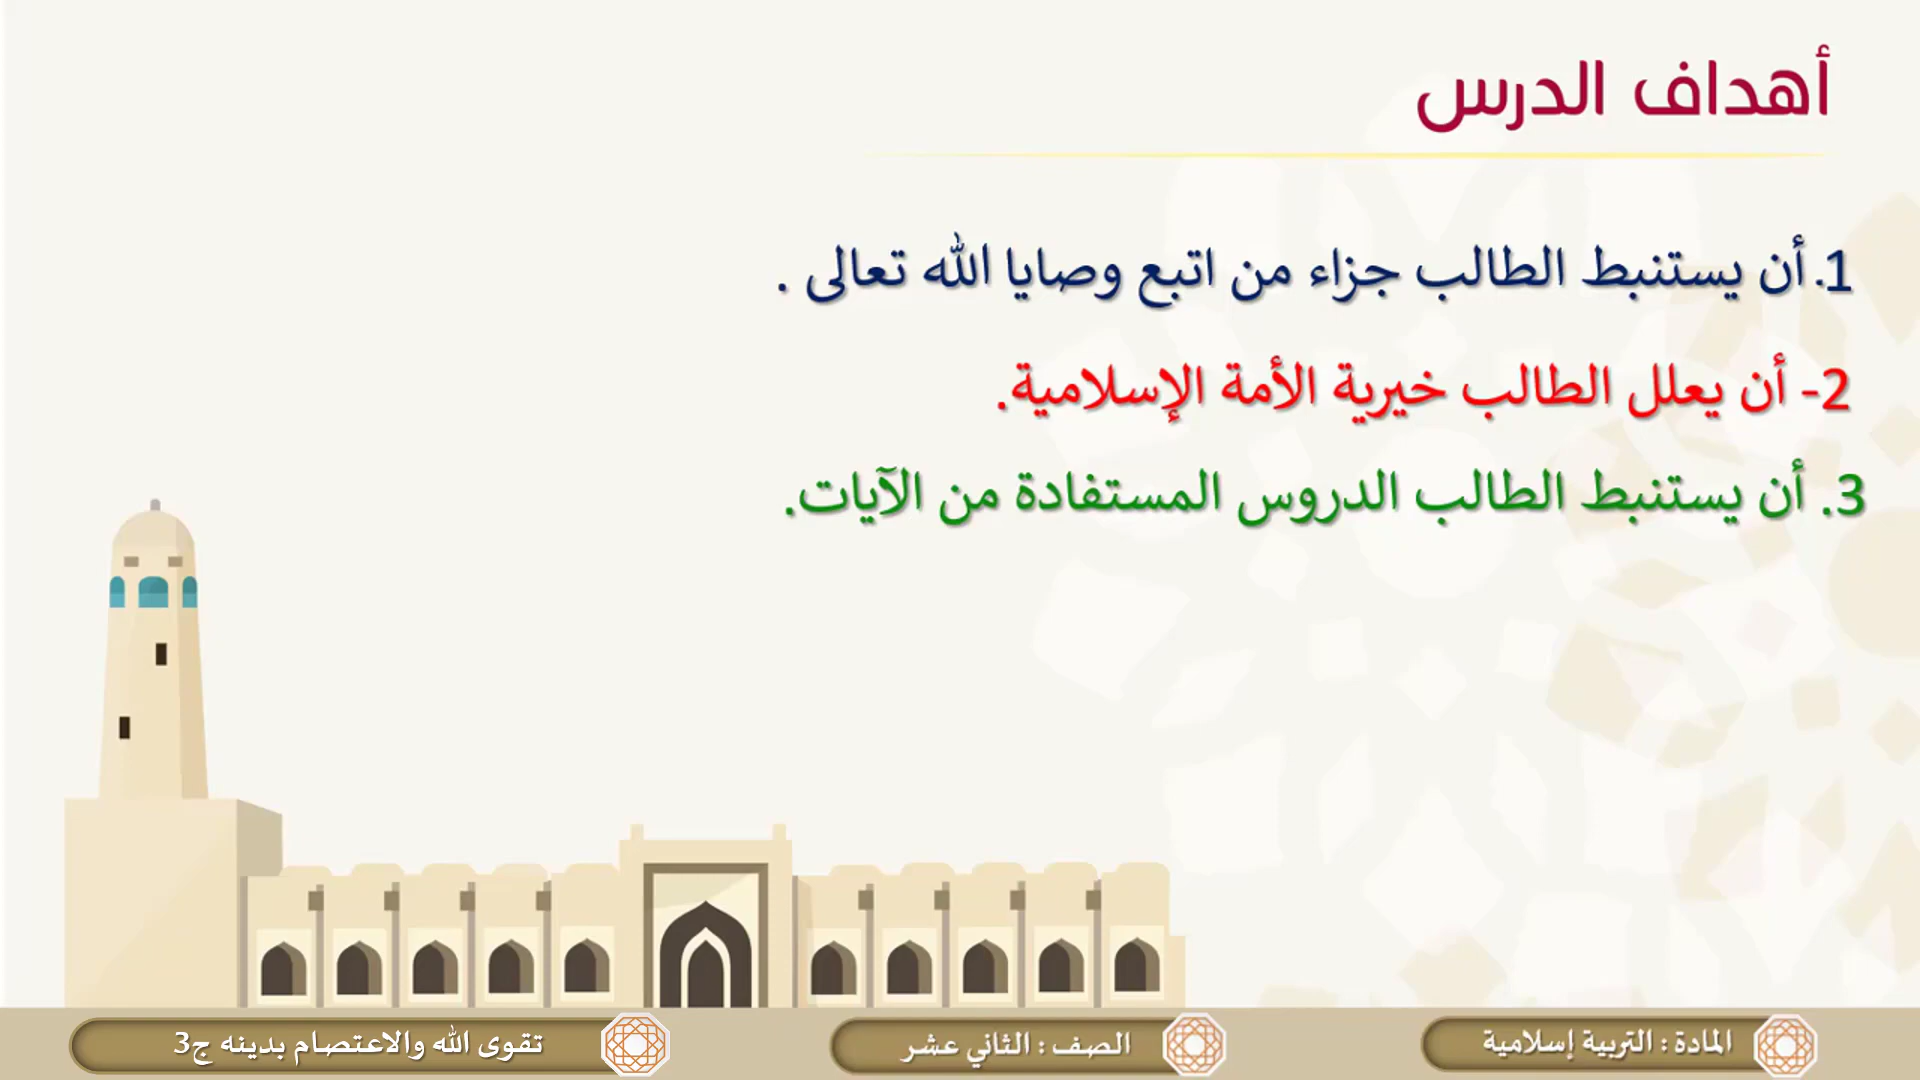 أهداف الدرس
1. أن يستنبط الطالب جزاء من اتبع وصايا الله تعالى .
2- أن يعلل الطالب خيرية الأمة الإسلامية.
3. أن يستنبط الطالب الدروس المستفادة من الآيات.
المادة : التربية إسلامية
الصف : الثاني عشر
تقوى الله والاعتصام بدينه ج3